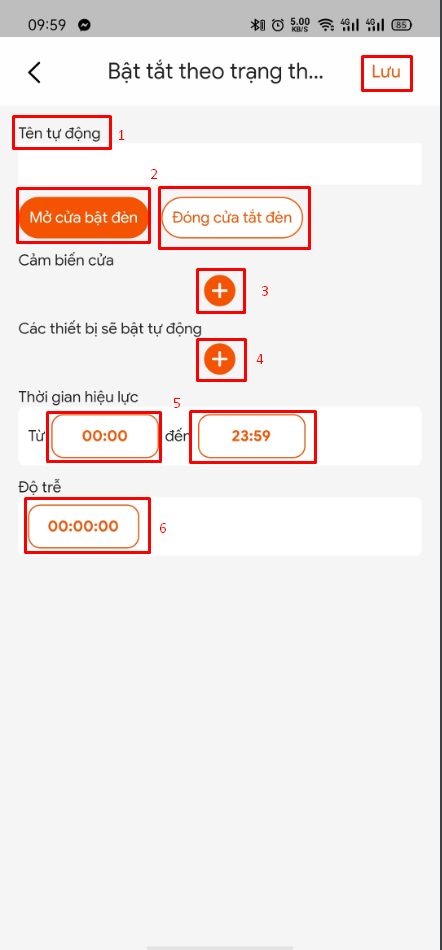 09:59 5.00 KB/S 4G 4G 85
Bật tắt theo trạng th... Lưu
Tên tự động 1
2
Mở cửa bật đèn Đóng cửa tắt đèn
Cảm biến cửa
3
Các thiết bị sẽ bật tự động
4
Thời gian hiệu lực 5
Từ 00:00 đến 23:59
Độ trễ
00:00:00 6